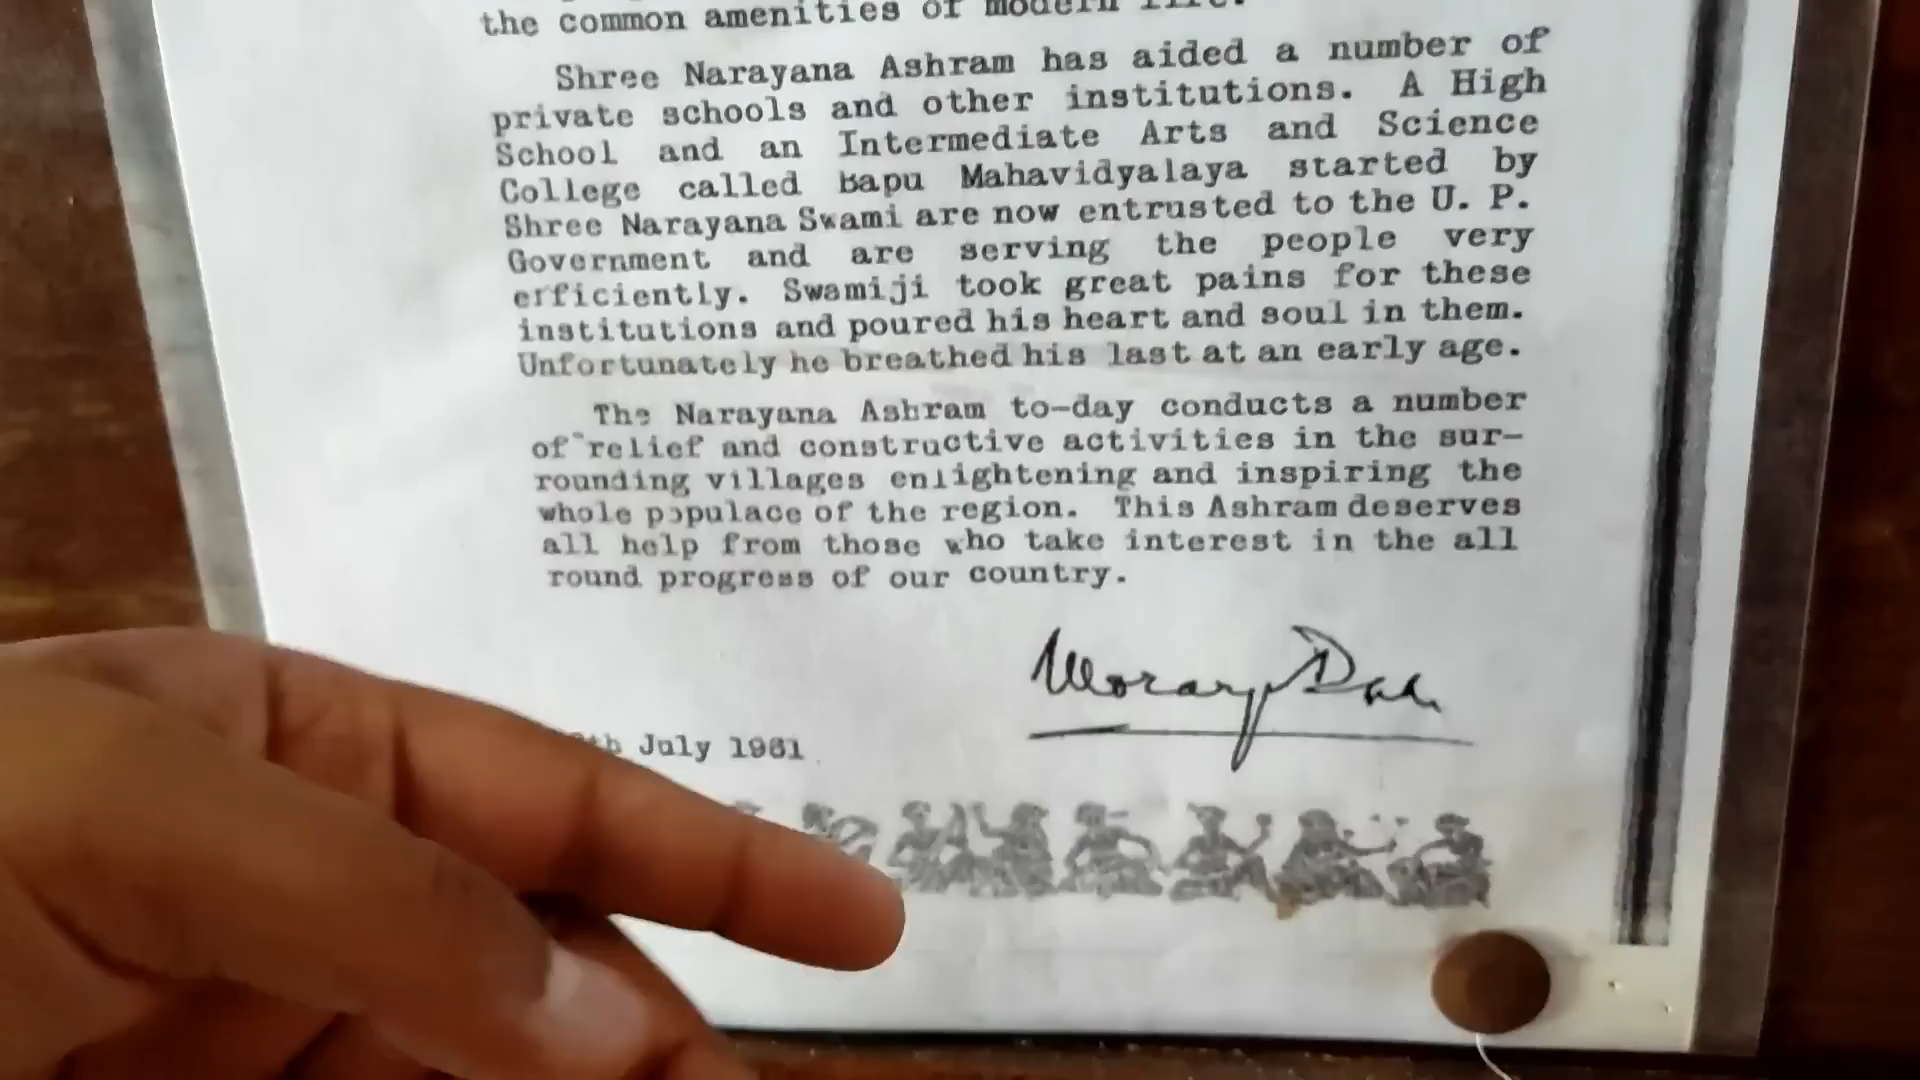 the common amenities of modern life.
Shree Narayana Ashram has aided a number of
private schools and other institutions. A High
School and an Intermediate Arts and Science
College called Bapu Mahavidyalaya started by
Shree Narayana Swami are now entrusted to the U. P.
Government and are serving the people very
efficiently. Swamiji took great pains for these
institutions and poured his heart and soul in them.
Unfortunately he breathed his last at an early age.
The Narayana Ashram to-day conducts a number
of relief and constructive activities in the sur-
rounding villages enlightening and inspiring the
whole populace of the region. This Ashram deserves
all help from those who take interest in the all
round progress of our country.
July 1961